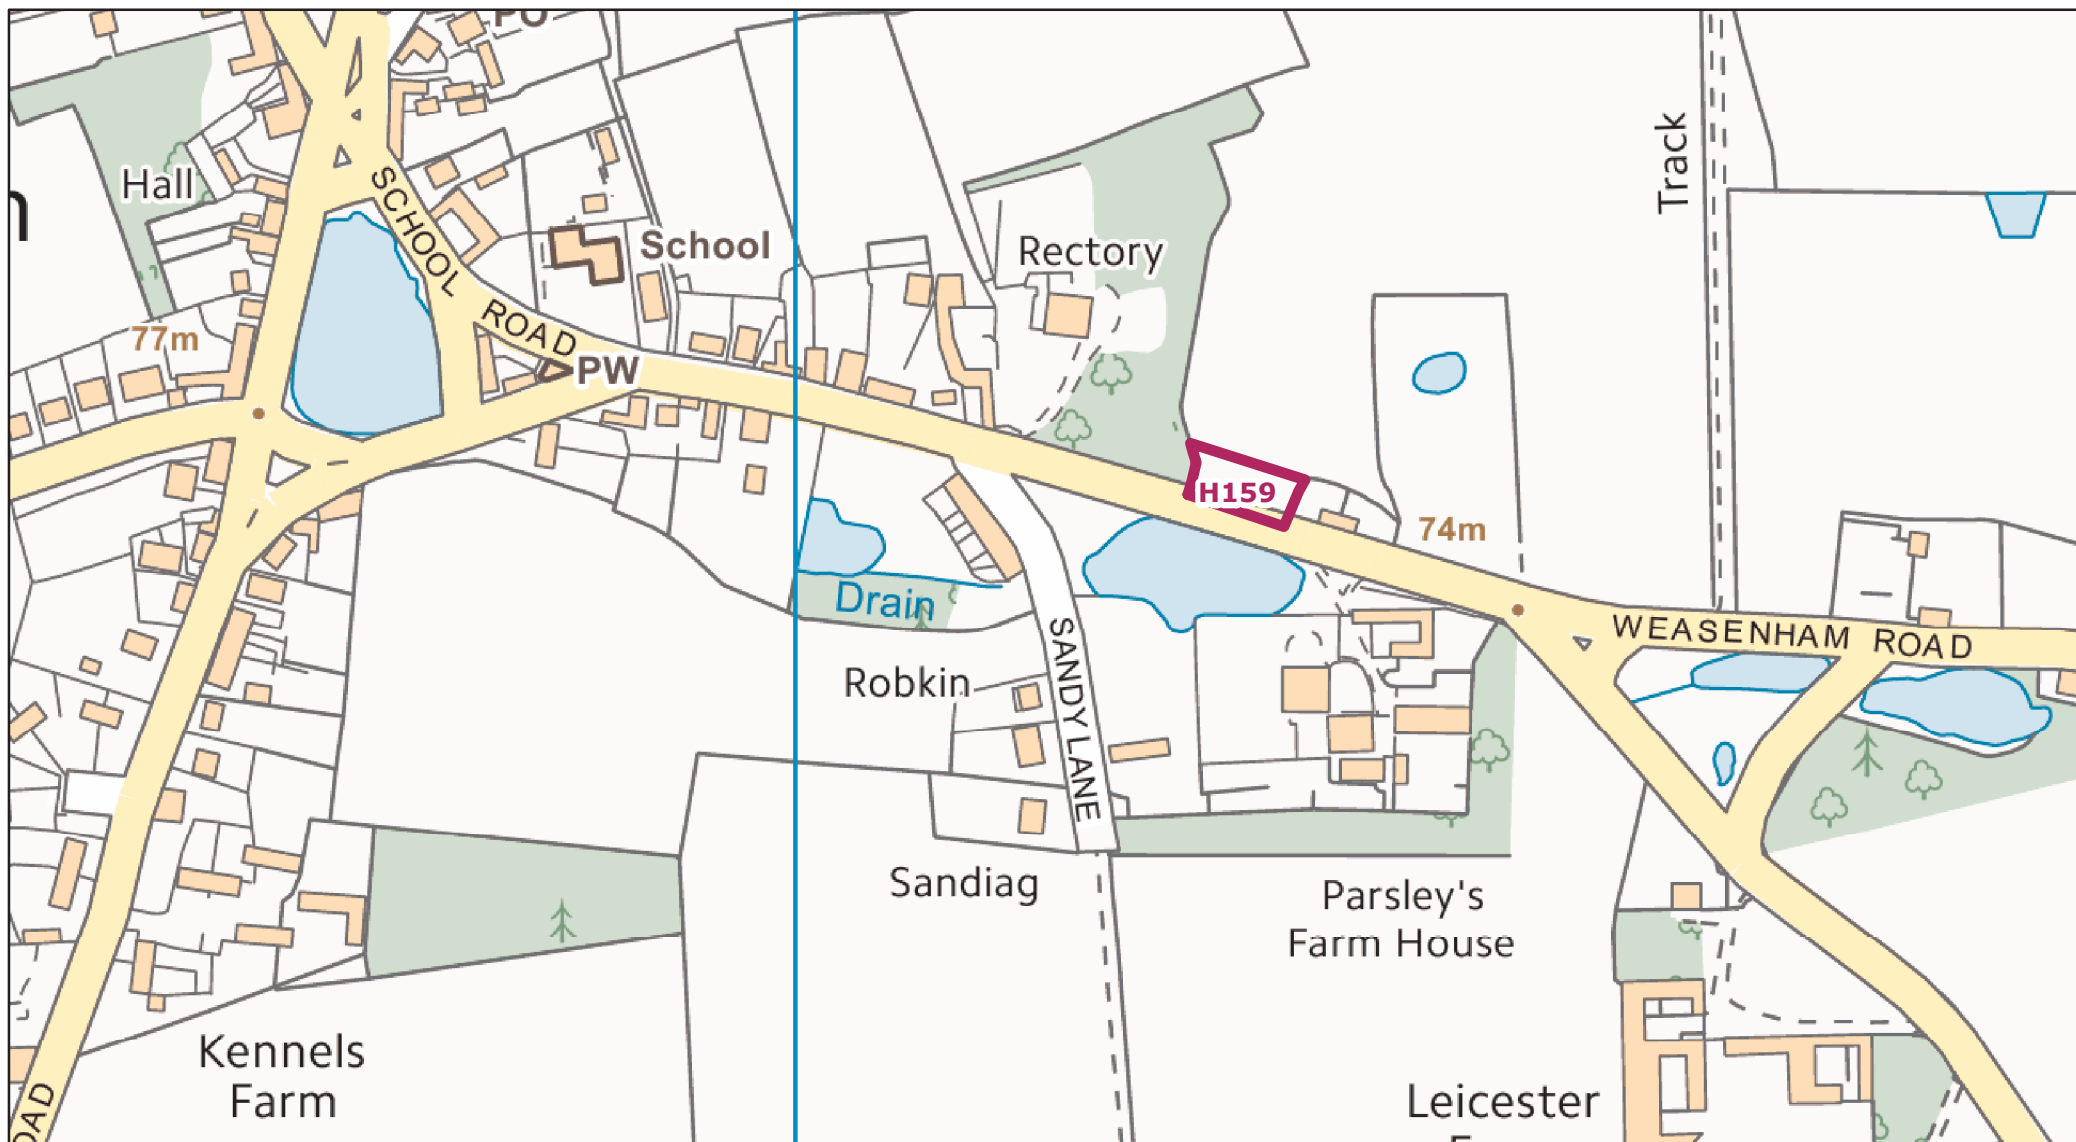 PO
Track
Hall
SCHOOL ROAD
School
Rectory
77m
PW
H159
74m
Drain
WEASENHAM ROAD
SANDY LANE
Robkin
Sandiag
Parsley's
Farm House
Kennels
Farm
Leicester